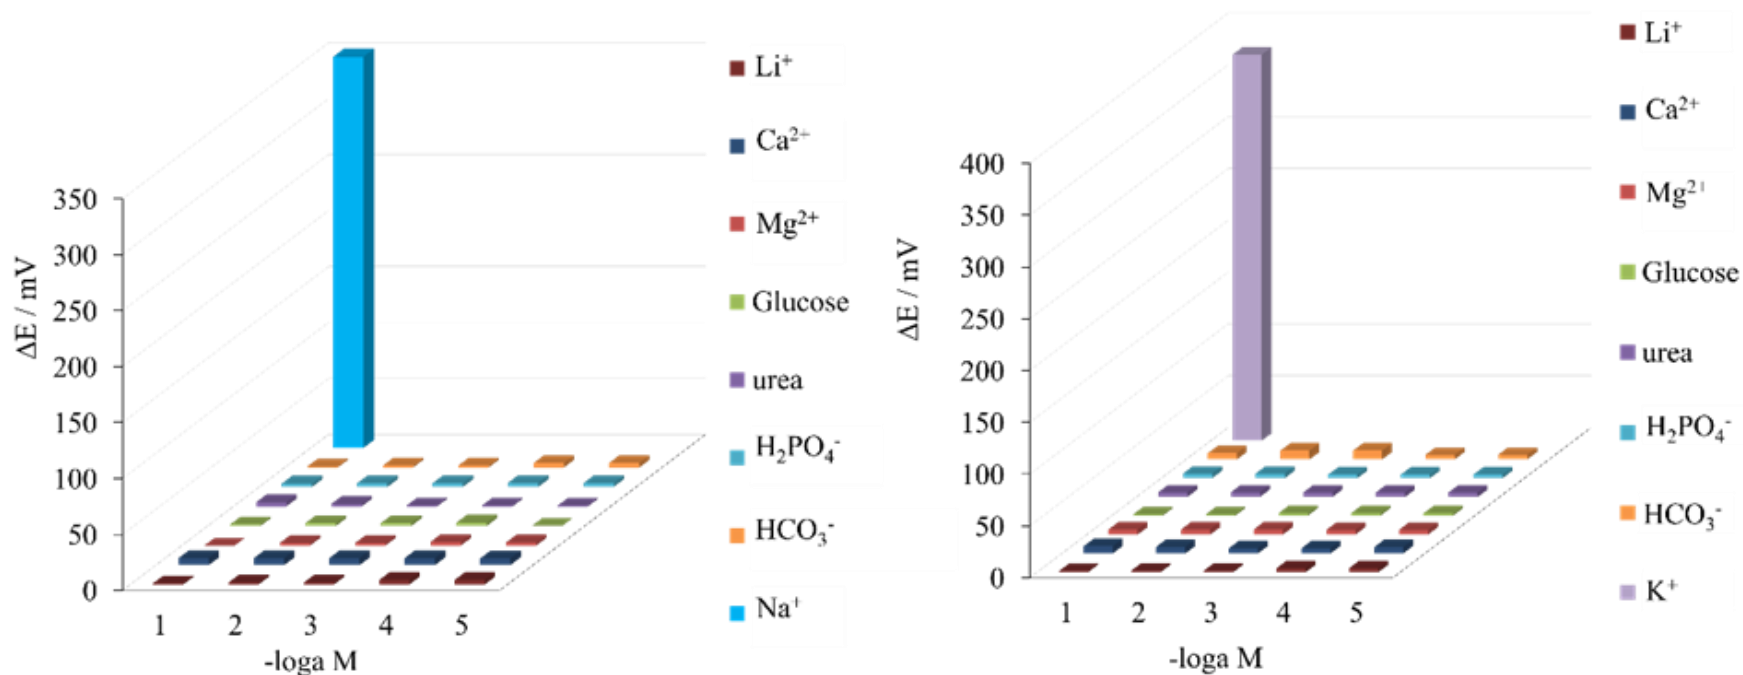 350
300
250
200
150
100
50
0
ΔE / mV
1 2 3 4 5
-loga M
Li⁺
Ca²⁺
Mg²⁺
Glucose
urea
H₂PO₄⁻
HCO₃⁻
Na⁺
400
350
300
250
200
150
100
50
0
ΔE / mV
1 2 3 4 5
-loga M
Li⁺
Ca²⁺
Mg²⁺
Glucose
urea
H₂PO₄⁻
HCO₃⁻
K⁺